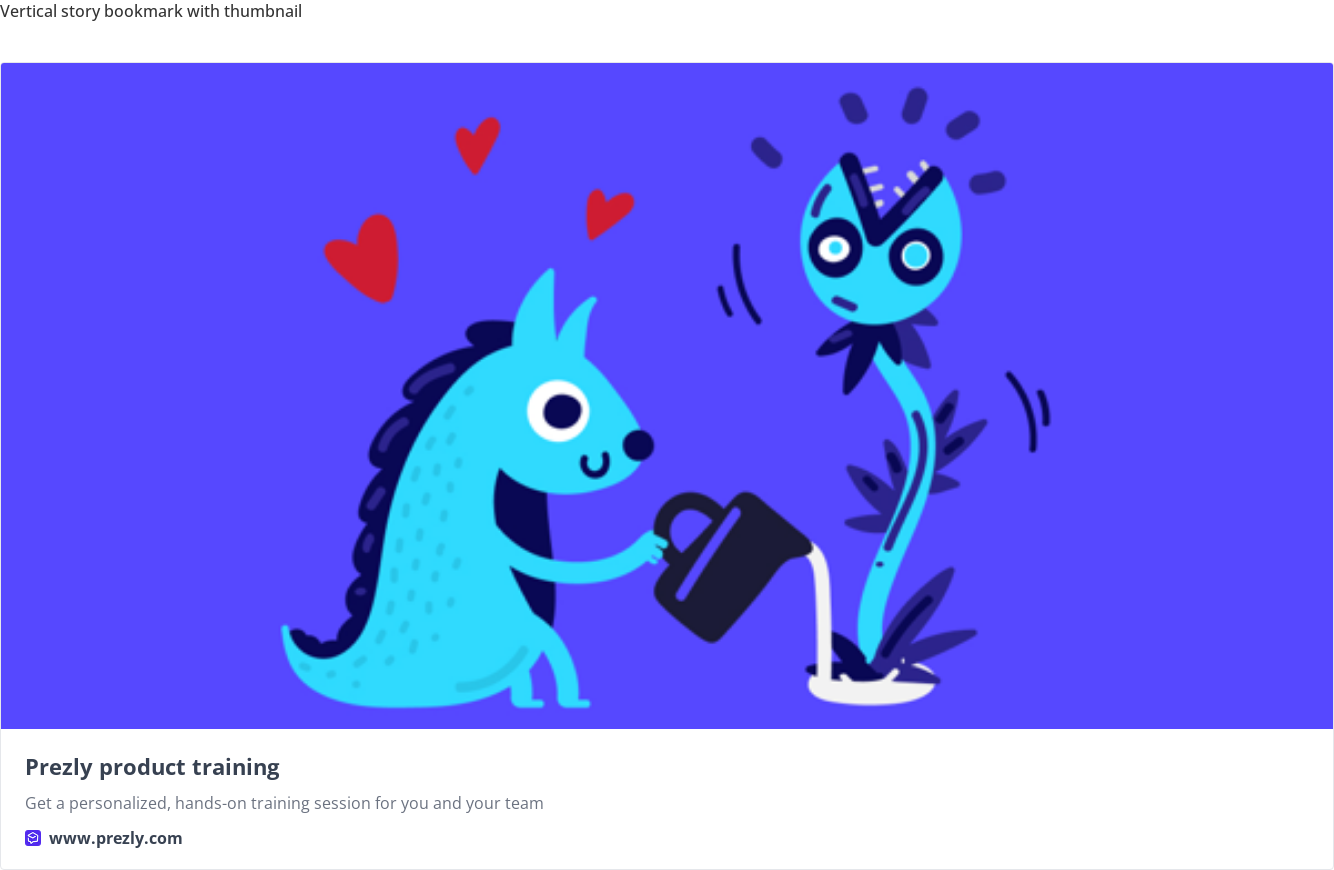 Vertical story bookmark with thumbnail
Prezly product training
Get a personalized, hands-on training session for you and your team
www.prezly.com